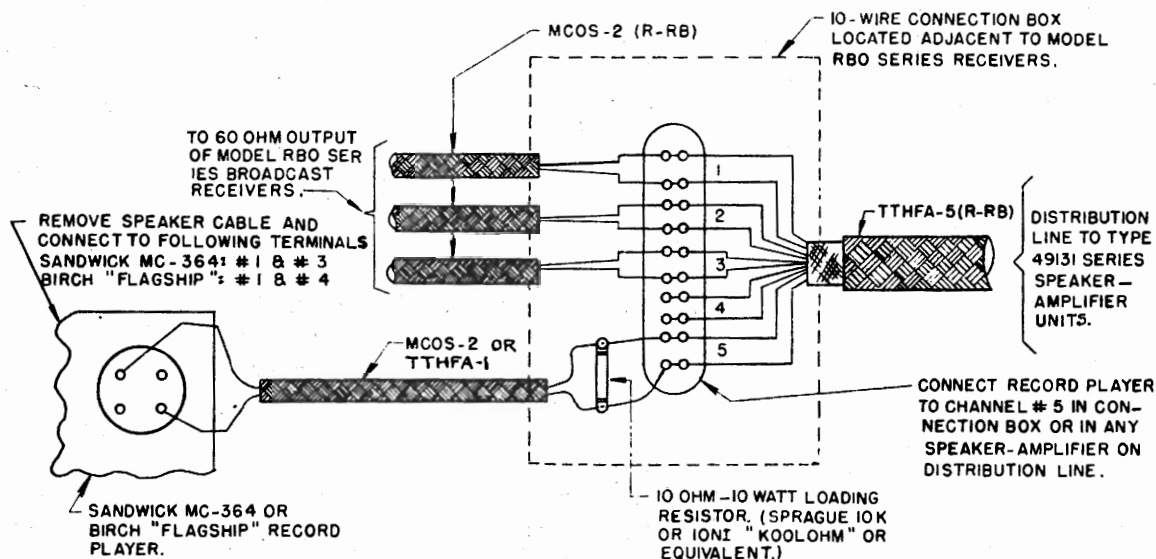 MCOS-2 (R-RB)
10-WIRE CONNECTION BOX
LOCATED ADJACENT TO MODEL
RBO SERIES RECEIVERS.
TO 60 OHM OUTPUT
OF MODEL RBO SER
IES BROADCAST
RECEIVERS.
REMOVE SPEAKER CABLE AND
CONNECT TO FOLLOWING TERMINALS
SANDWICK MC-364: #1 & #3
BIRCH "FLAGSHIP": #1 & #4
1
2
3
4
5
TTHFA-5(R-RB)
DISTRIBUTION
LINE TO TYPE
49131 SERIES
SPEAKER-
AMPLIFIER
UNITS.
MCOS-2 OR
TTHFA-1
CONNECT RECORD PLAYER
TO CHANNEL #5 IN CON-
NECTION BOX OR IN ANY
SPEAKER-AMPLIFIER ON
DISTRIBUTION LINE.
SANDWICK MC-364 OR
BIRCH "FLAGSHIP" RECORD
PLAYER.
10 OHM-10 WATT LOADING
RESISTOR. (SPRAGUE 10K
OR IONI "KOOLOHM" OR
EQUIVALENT.)